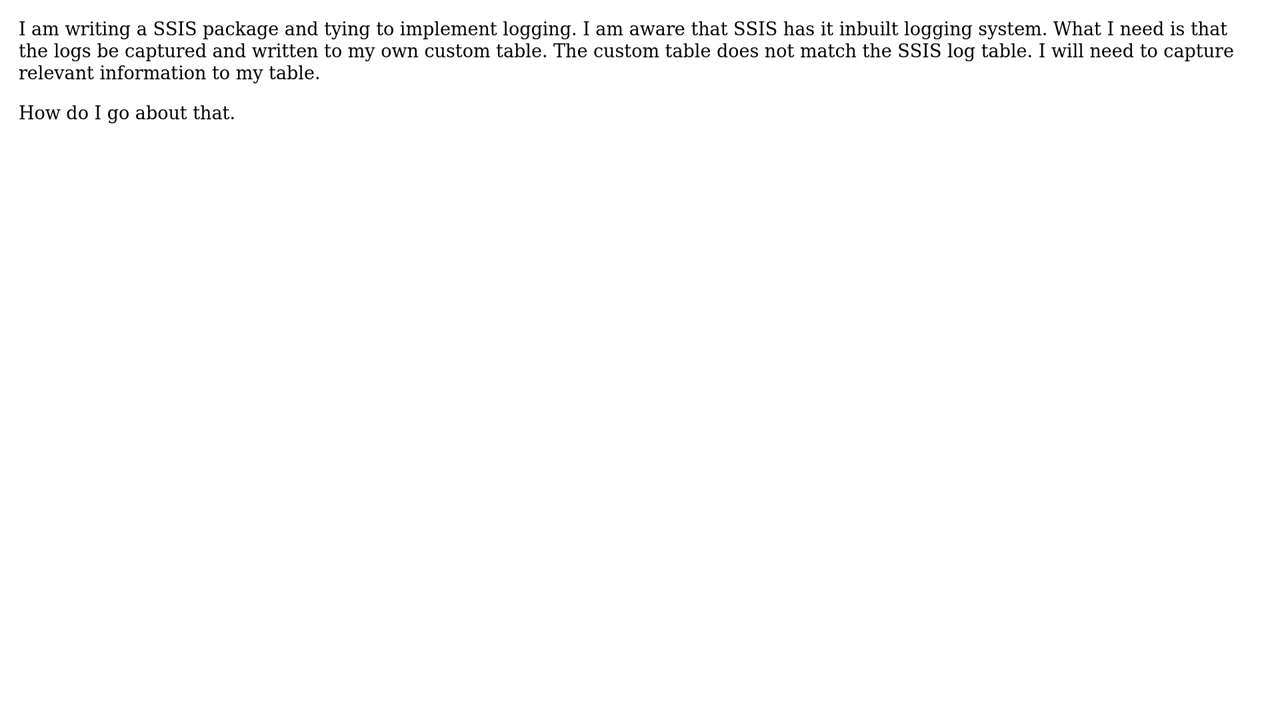 I am writing a SSIS package and tying to implement logging. I am aware that SSIS has it inbuilt logging system. What I need is that
the logs be captured and written to my own custom table. The custom table does not match the SSIS log table. I will need to capture
relevant information to my table.
How do I go about that.